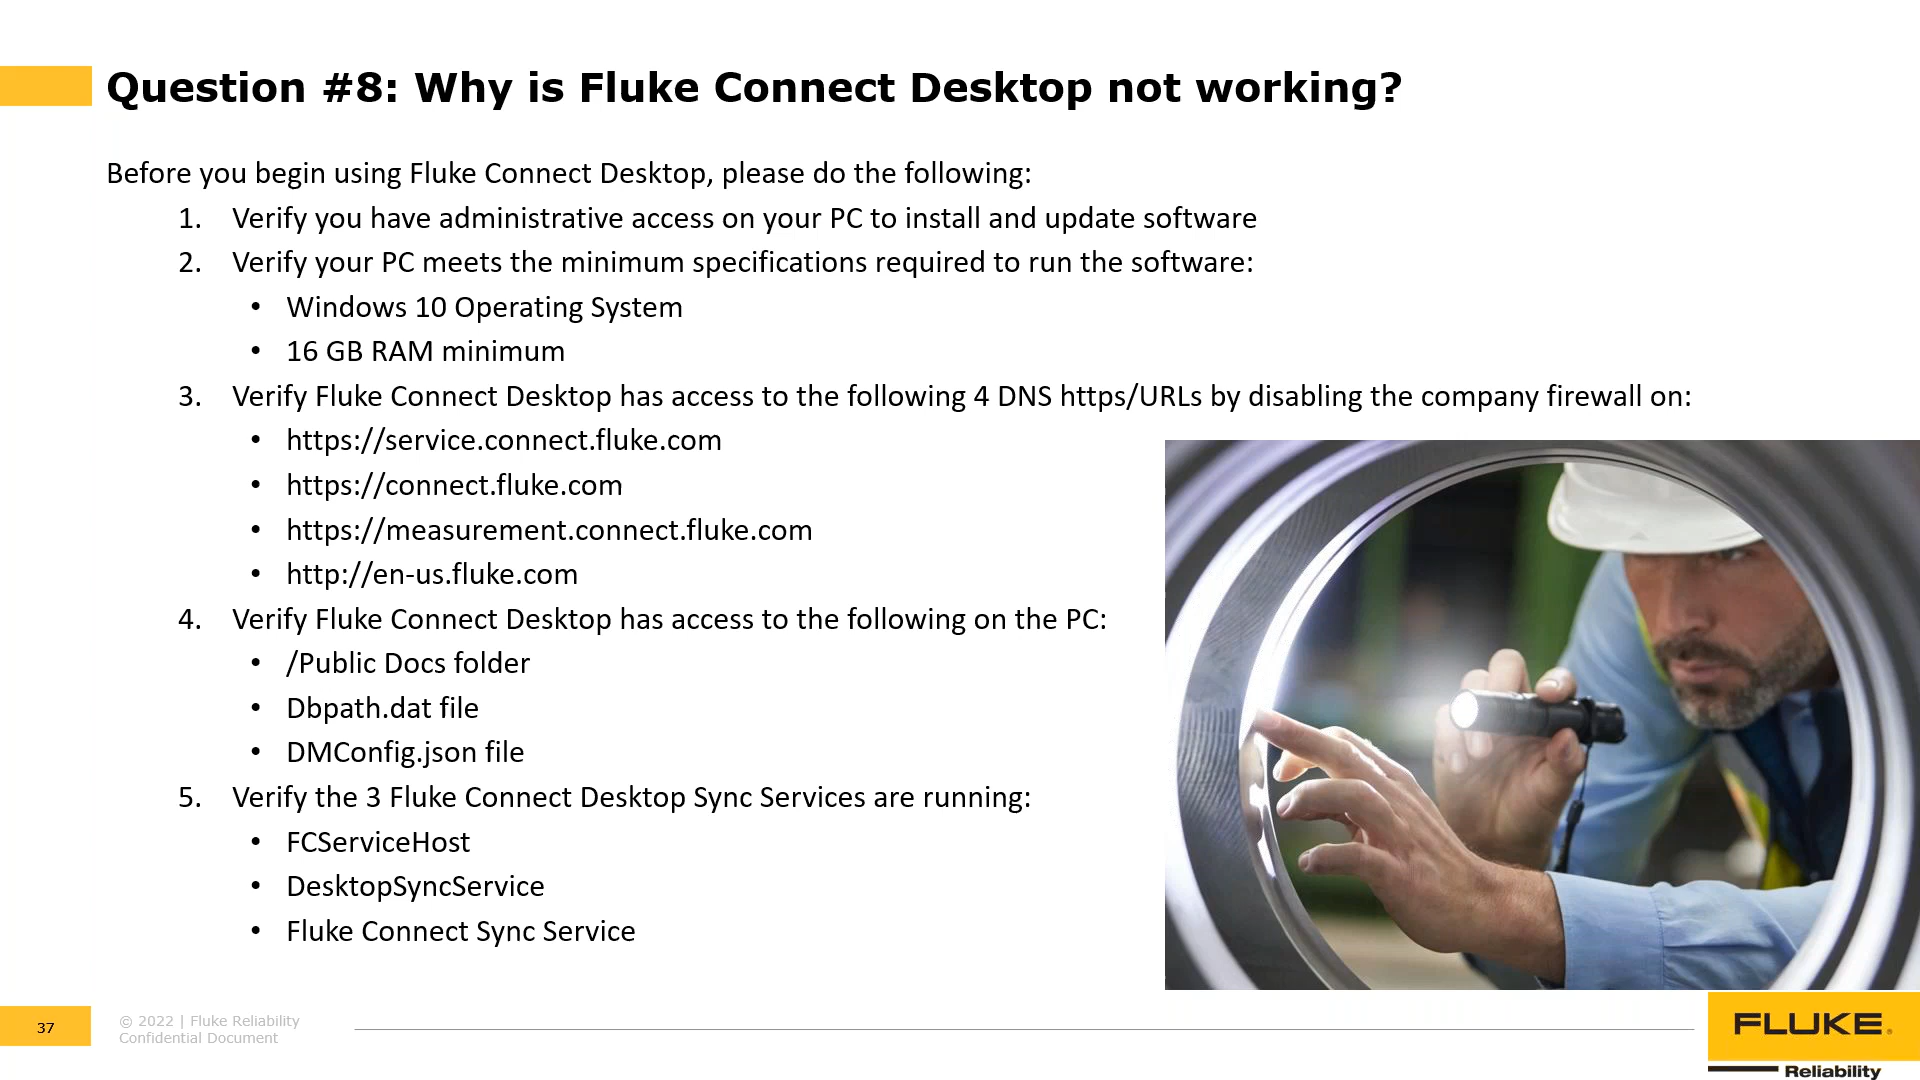 Question #8: Why is Fluke Connect Desktop not working?
Before you begin using Fluke Connect Desktop, please do the following:
1. Verify you have administrative access on your PC to install and update software
2. Verify your PC meets the minimum specifications required to run the software:
• Windows 10 Operating System
• 16 GB RAM minimum
3. Verify Fluke Connect Desktop has access to the following 4 DNS https/URLs by disabling the company firewall on:
• https://service.connect.fluke.com
• https://connect.fluke.com
• https://measurement.connect.fluke.com
• http://en-us.fluke.com
4. Verify Fluke Connect Desktop has access to the following on the PC:
• /Public Docs folder
• Dbpath.dat file
• DMConfig.json file
5. Verify the 3 Fluke Connect Desktop Sync Services are running:
• FCServiceHost
• DesktopSyncService
• Fluke Connect Sync Service
37
© 2022 | Fluke Reliability
Confidential Document
FLUKE®
Reliability